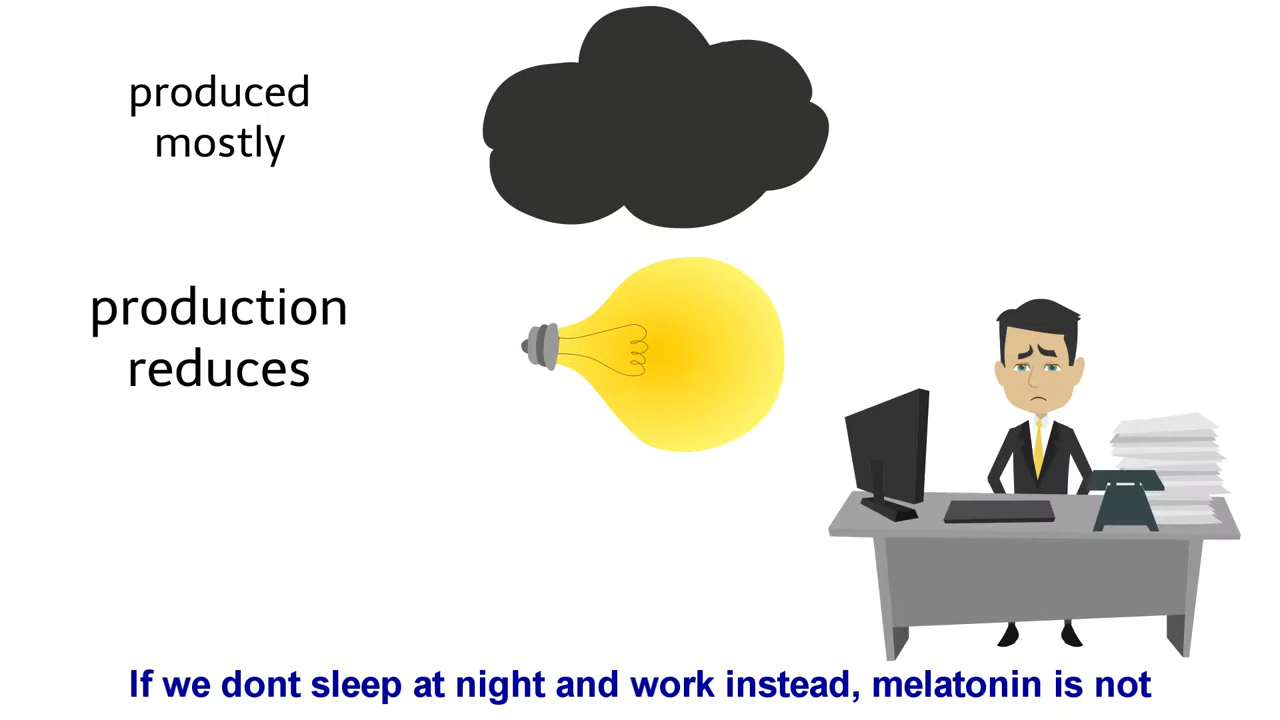 produced
mostly
production
reduces
If we dont sleep at night and work instead, melatonin is not